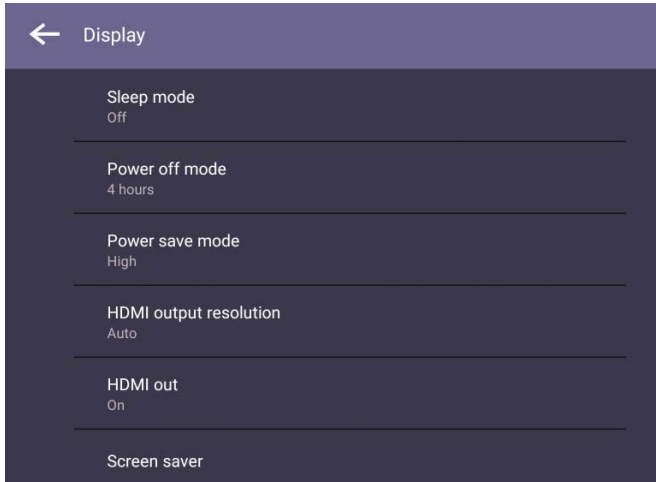 Display
Sleep mode
Off
Power off mode
4 hours
Power save mode
High
HDMI output resolution
Auto
HDMI out
On
Screen saver